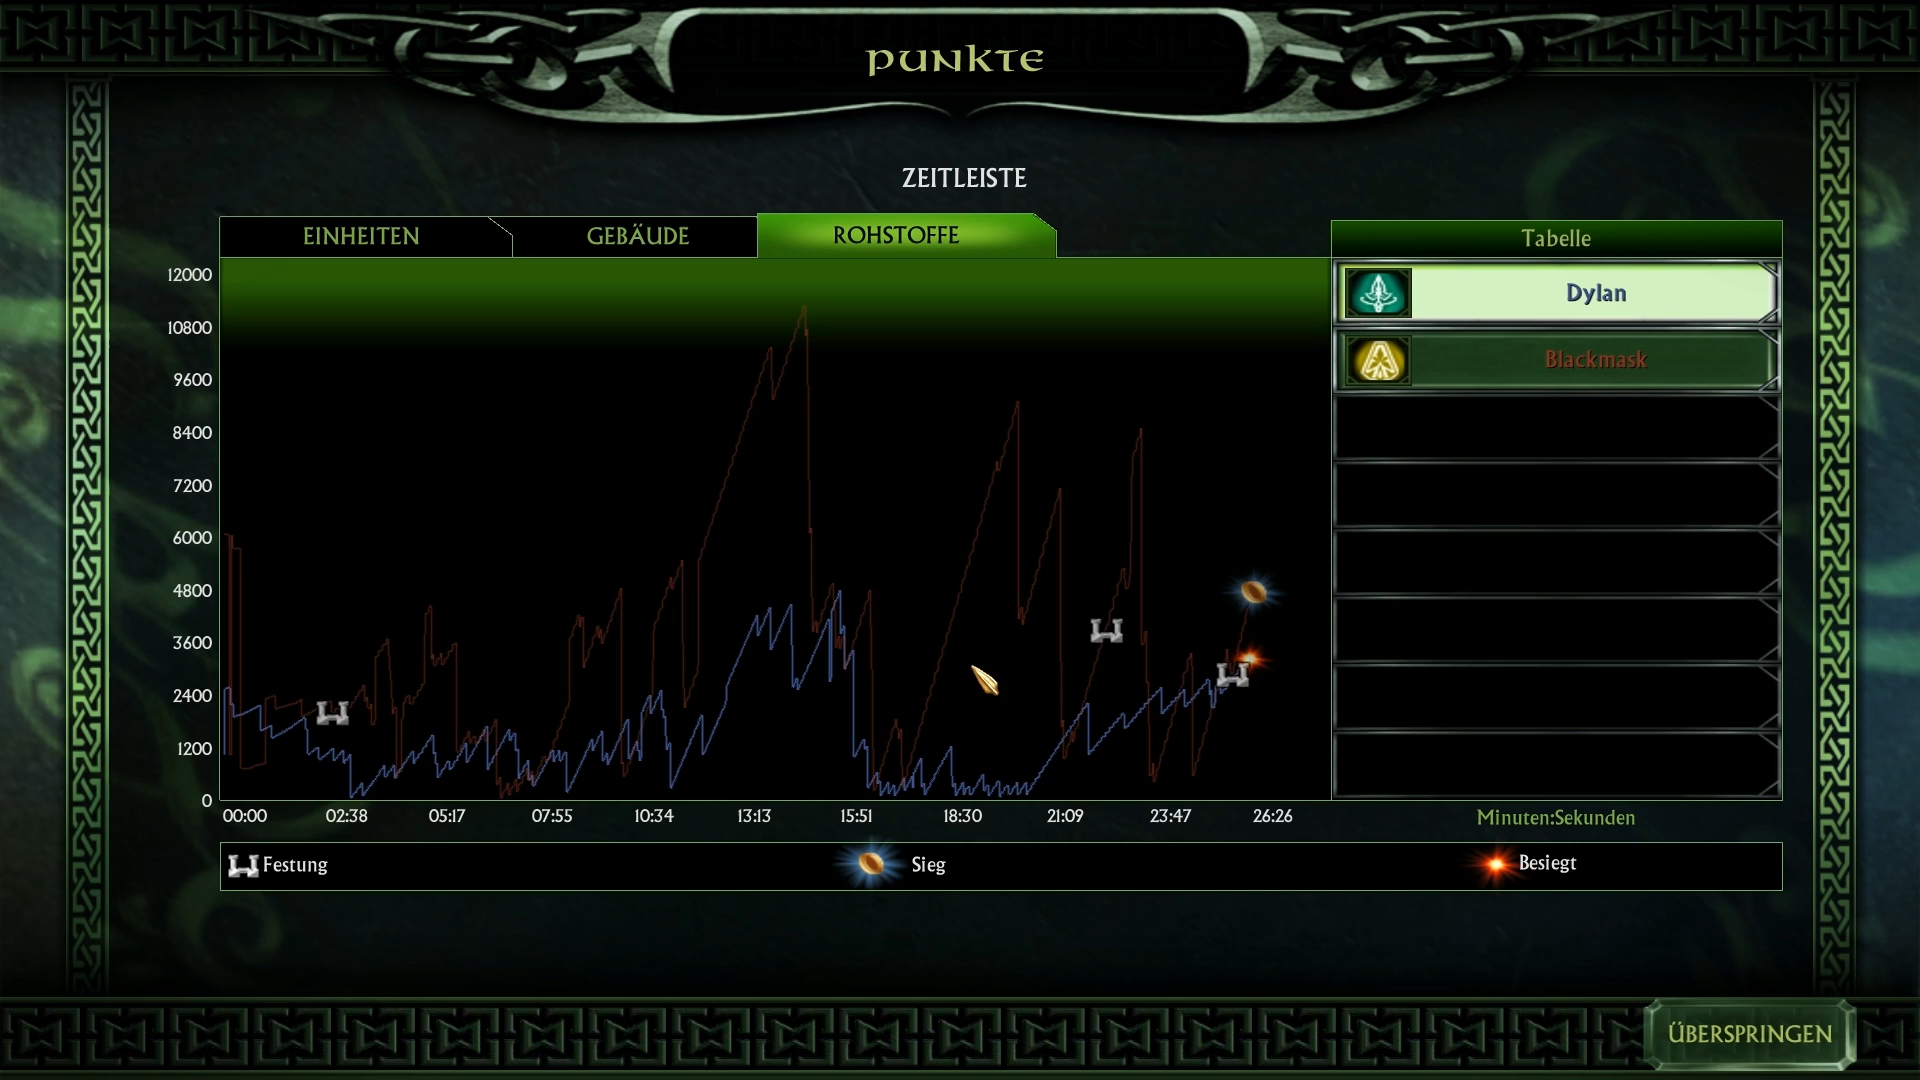 PUNKTE
ZEITLEISTE
EINHEITEN
GEBÄUDE
ROHSTOFFE
Tabelle
Dylan
Blackmask
12000
10800
9600
8400
7200
6000
4800
3600
2400
1200
0
00:00 02:38 05:17 07:55 10:34 13:13 15:51 18:30 21:09 23:47 26:26
Minuten:Sekunden
Festung
Sieg
Besiegt
ÜBERSPRINGEN